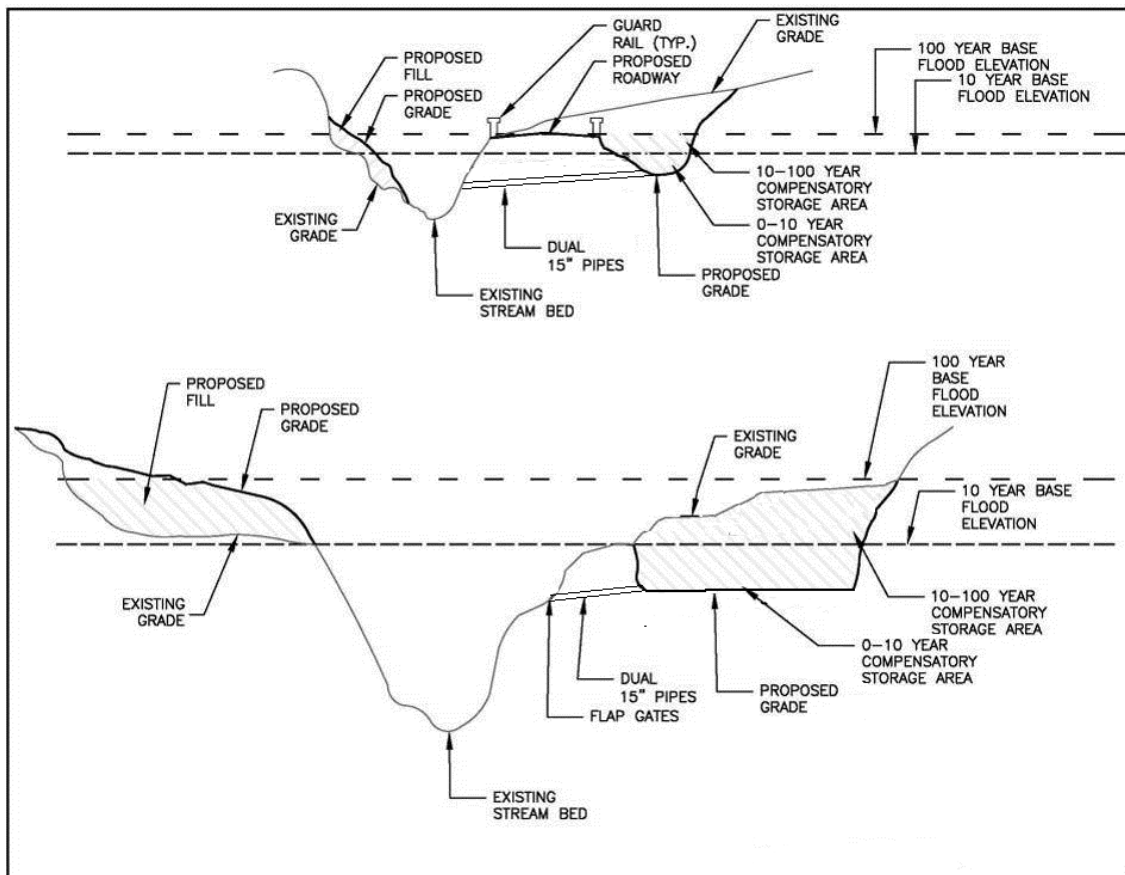 GUARD
RAIL (TYP.)
PROPOSED
ROADWAY
EXISTING
GRADE
100 YEAR BASE
FLOOD ELEVATION
10 YEAR BASE
FLOOD ELEVATION
PROPOSED
FILL
PROPOSED
GRADE
10-100 YEAR
COMPENSATORY
STORAGE AREA
0-10 YEAR
COMPENSATORY
STORAGE AREA
EXISTING
GRADE
DUAL
15" PIPES
PROPOSED
GRADE
EXISTING
STREAM BED
PROPOSED
FILL
PROPOSED
GRADE
100 YEAR
BASE
FLOOD
ELEVATION
EXISTING
GRADE
10 YEAR BASE
FLOOD
ELEVATION
EXISTING
GRADE
10-100 YEAR
COMPENSATORY
STORAGE AREA
0-10 YEAR
COMPENSATORY
STORAGE AREA
DUAL
15" PIPES
FLAP GATES
PROPOSED
GRADE
EXISTING
STREAM BED